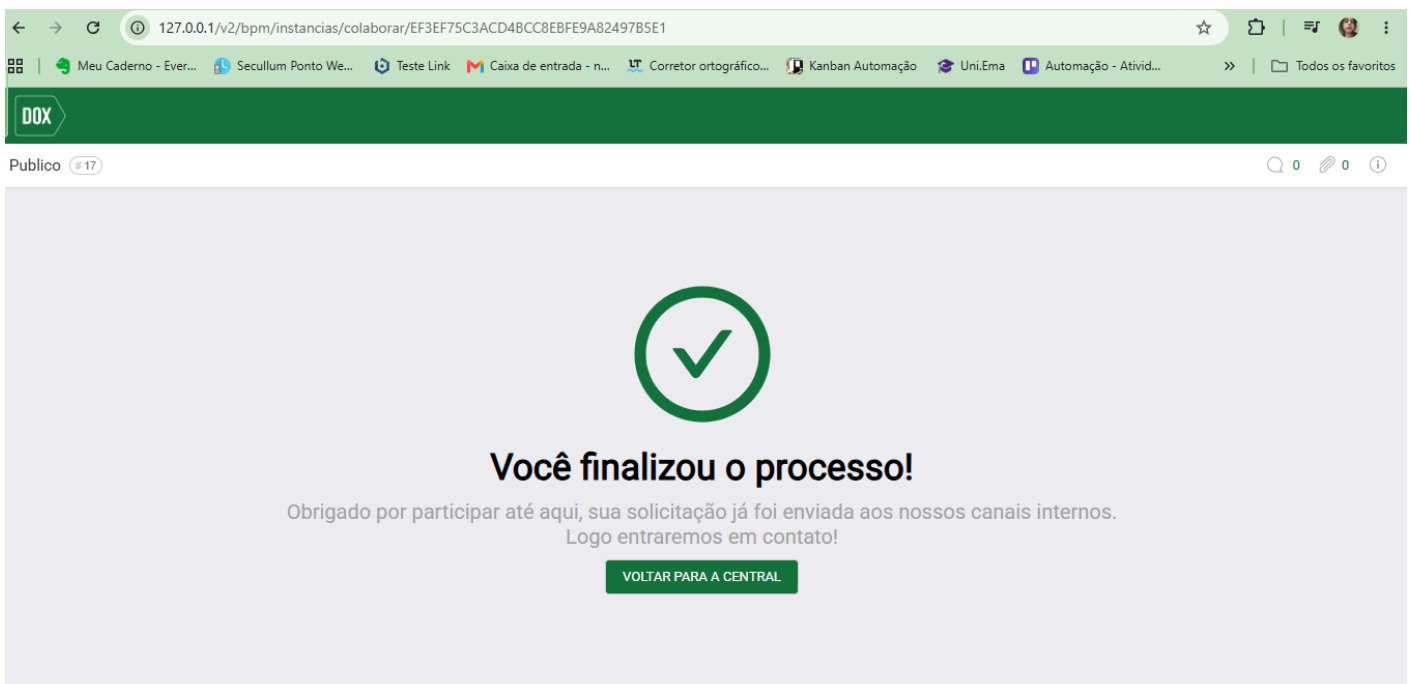 127.0.0.1/v2/bpm/instancias/colaborar/EF3EF75C3ACD4BCC8EBFE9A82497B5E1
Meu Caderno - Ever... Secullum Ponto We... Teste Link Caixa de entrada - n... LT Corretor ortográfico... Kanban Automação Uni.Ema Automação - Ativid... » Todos os favoritos
DOX
Publico #17 0 0
Você finalizou o processo!
Obrigado por participar até aqui, sua solicitação já foi enviada aos nossos canais internos.
Logo entraremos em contato!
VOLTAR PARA A CENTRAL